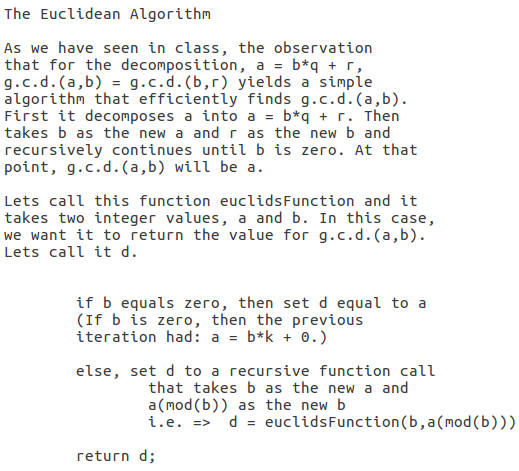 The Euclidean Algorithm
As we have seen in class, the observation
that for the decomposition, a = b*q + r,
g.c.d.(a,b) = g.c.d.(b,r) yields a simple
algorithm that efficiently finds g.c.d.(a,b).
First it decomposes a into a = b*q + r. Then
takes b as the new a and r as the new b and
recursively continues until b is zero. At that
point, g.c.d.(a,b) will be a.
Lets call this function euclidsFunction and it
takes two integer values, a and b. In this case,
we want it to return the value for g.c.d.(a,b).
Lets call it d.
if b equals zero, then set d equal to a
(If b is zero, then the previous
iteration had: a = b*k + 0.)
else, set d to a recursive function call
that takes b as the new a and
a(mod(b)) as the new b
i.e. => d = euclidsFunction(b,a(mod(b)))
return d;